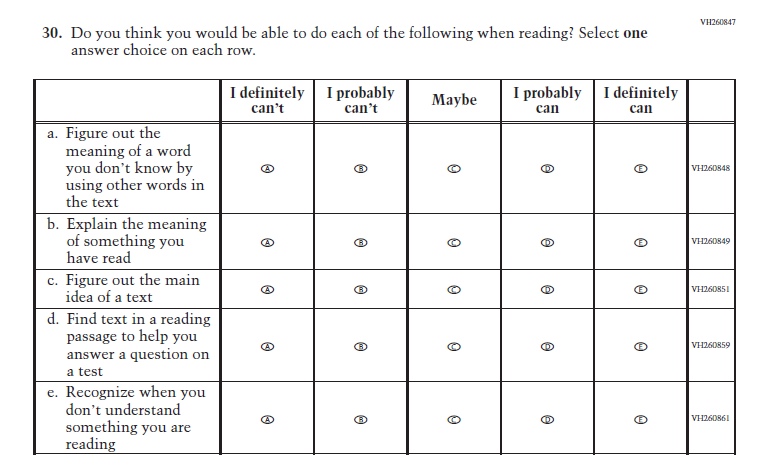 VH260847
30. Do you think you would be able to do each of the following when reading? Select one
answer choice on each row.
I definitely can't
I probably can't
Maybe
I probably can
I definitely can
a. Figure out the
meaning of a word
you don't know by
using other words in
the text
A B C D E VH260848
b. Explain the meaning
of something you
have read
A B C D E VH260849
c. Figure out the main
idea of a text
A B C D E VH260851
d. Find text in a reading
passage to help you
answer a question on
a test
A B C D E VH260859
e. Recognize when you
don't understand
something you are
reading
A B C D E VH260861